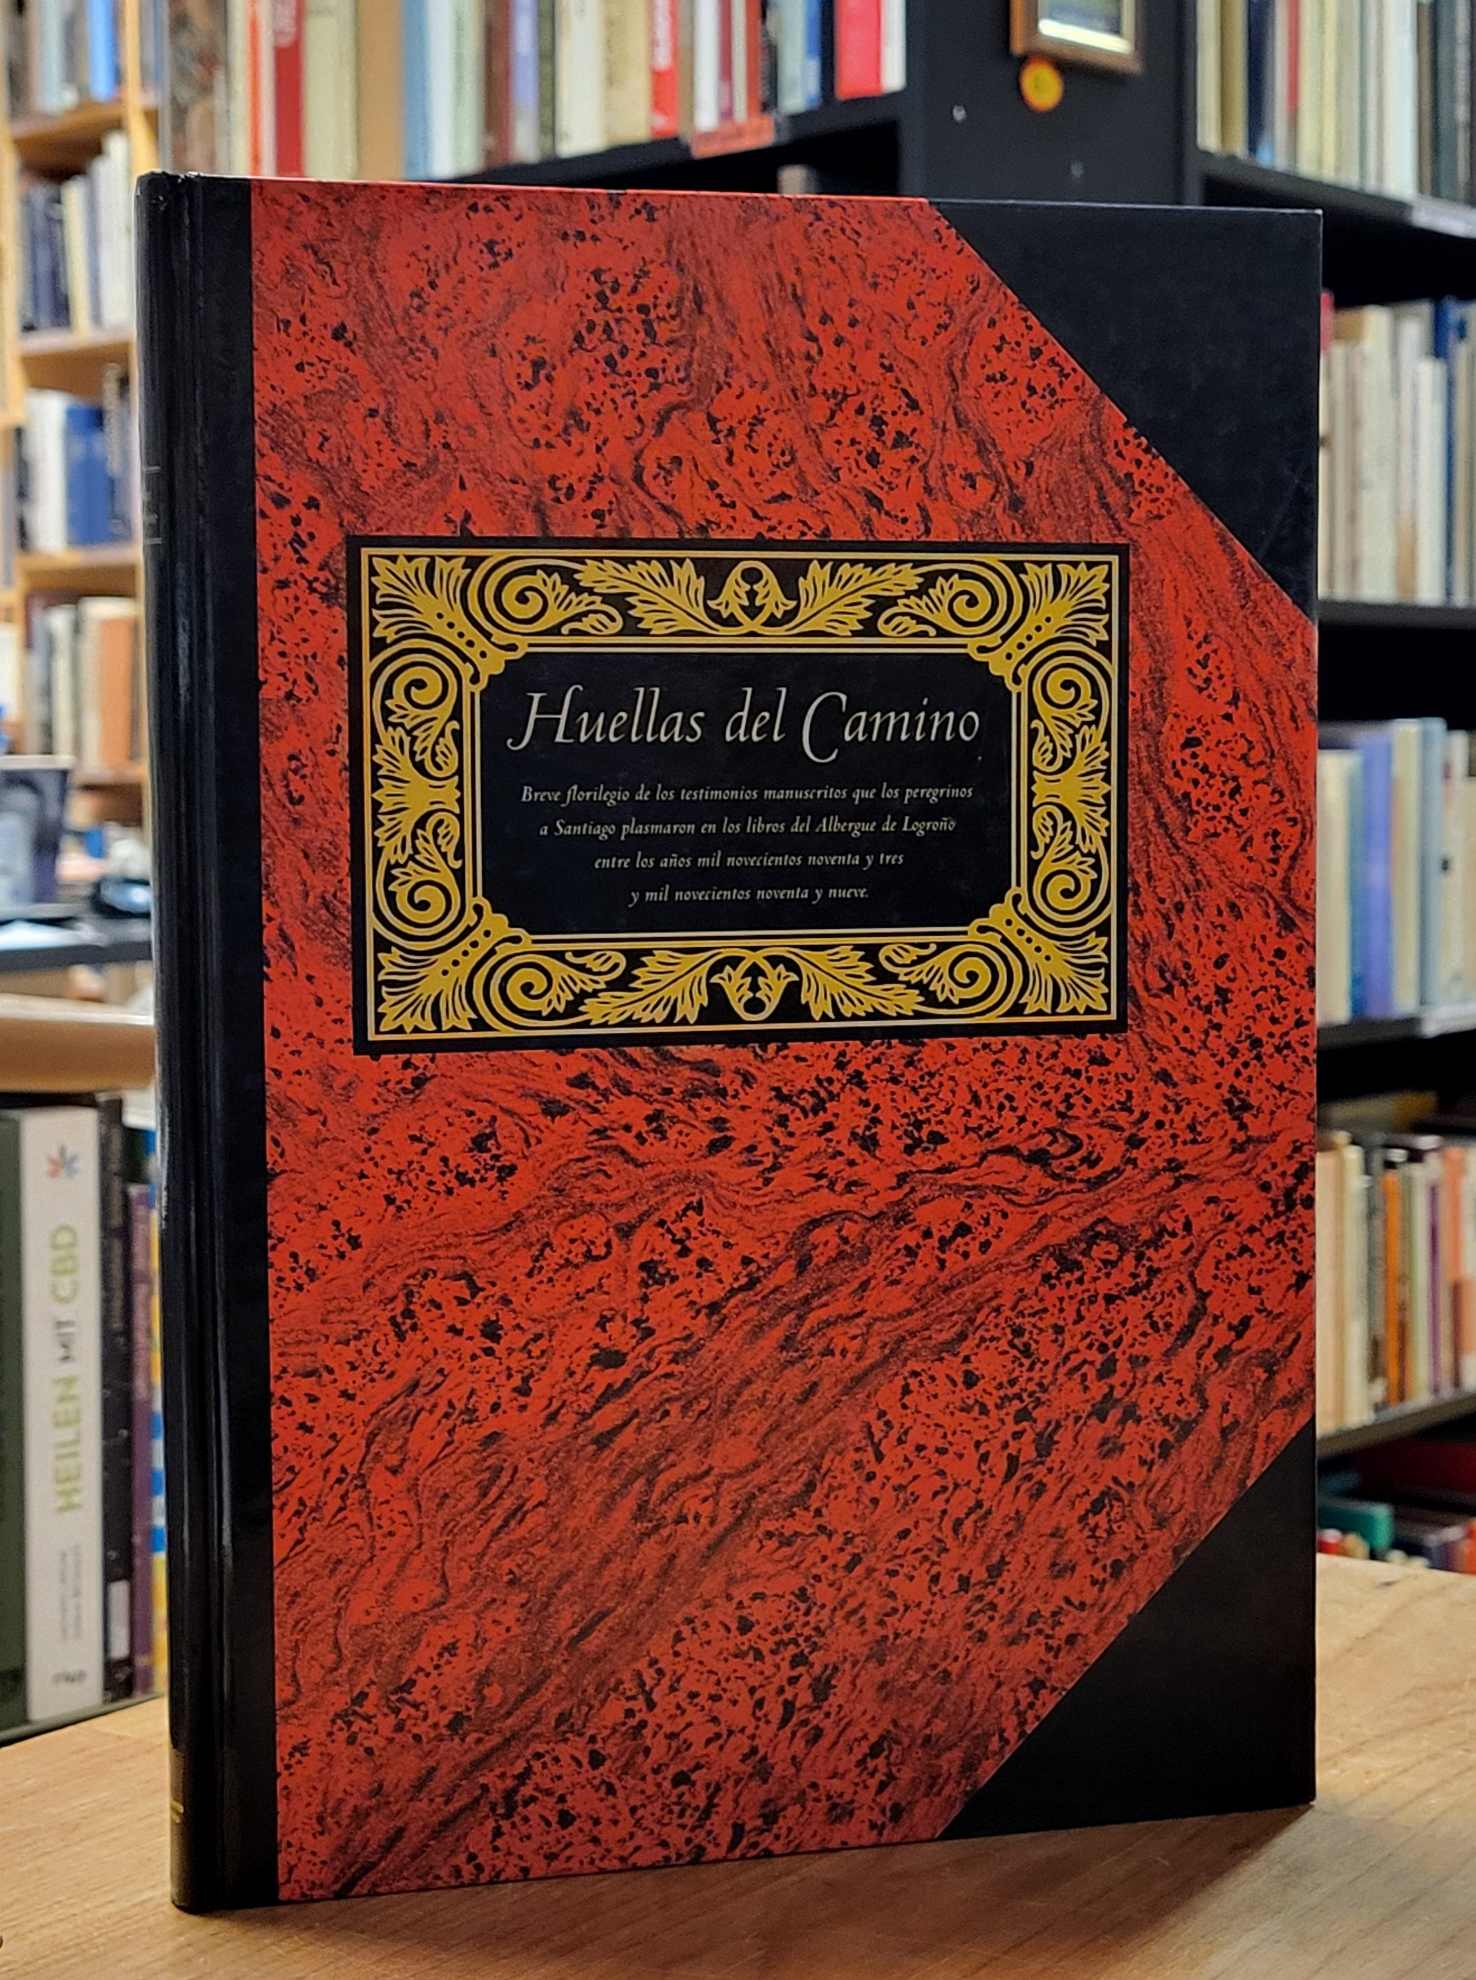 Huellas del Camino
Breve florilegio de los testimonios manuscritos que los peregrinos
a Santiago plasmaron en los libros del Albergue de Logroño
entre los años mil novecientos noventa y tres
y mil novecientos noventa y nueve.
HEILEN MIT CBD